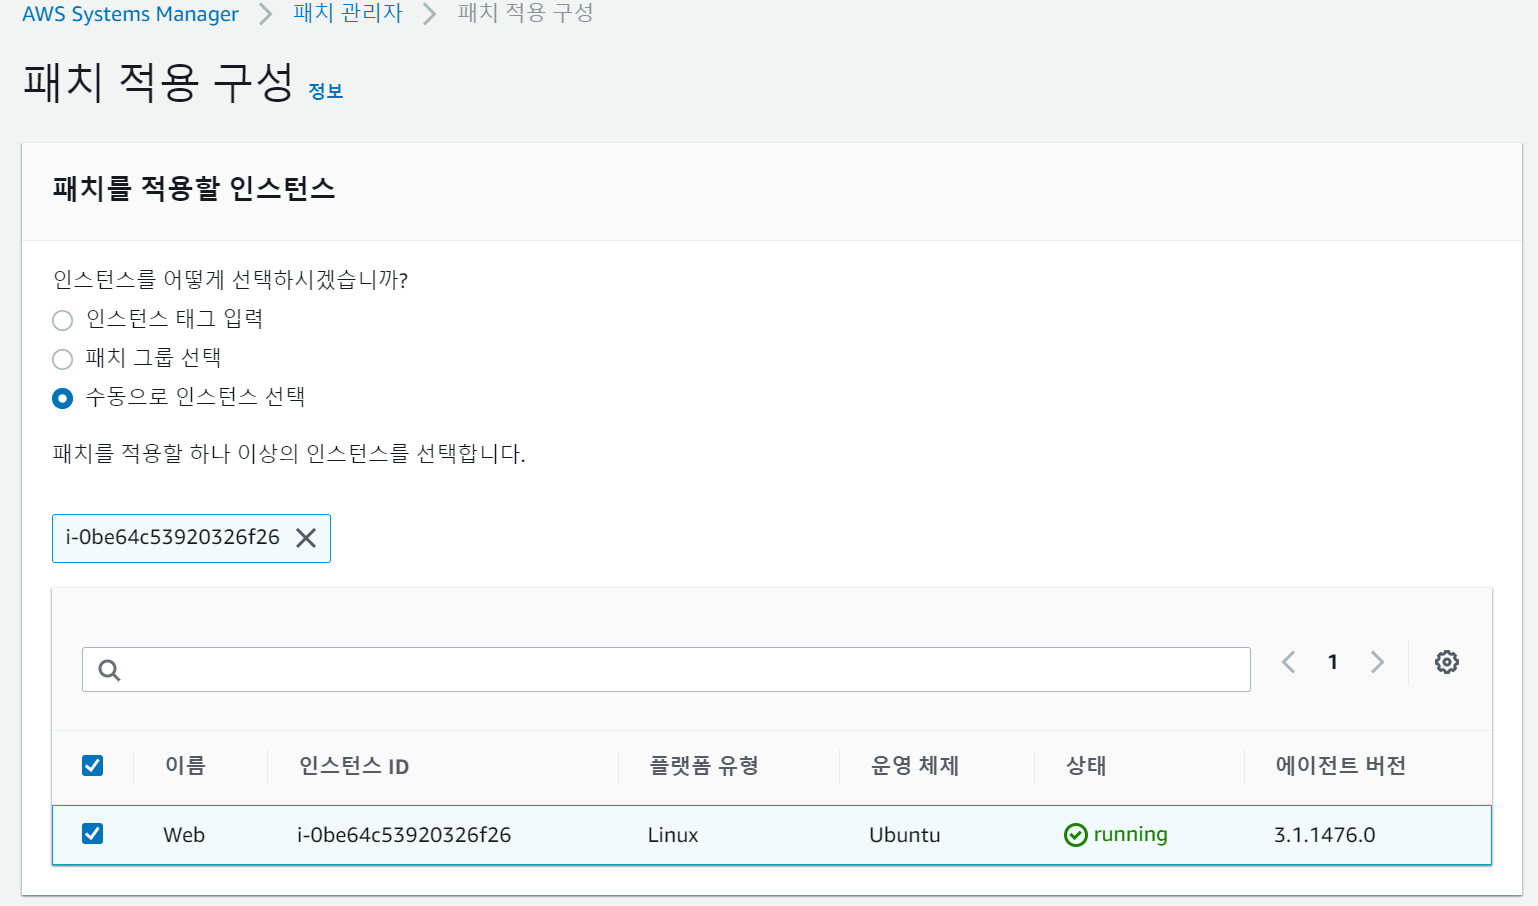 AWS Systems Manager > 패치 관리자 > 패치 적용 구성
패치 적용 구성 정보
패치를 적용할 인스턴스
인스턴스를 어떻게 선택하시겠습니까?
인스턴스 태그 입력
패치 그룹 선택
수동으로 인스턴스 선택
패치를 적용할 하나 이상의 인스턴스를 선택합니다.
i-0be64c53920326f26
1
이름 인스턴스 ID 플랫폼 유형 운영 체제 상태 에이전트 버전
Web i-0be64c53920326f26 Linux Ubuntu running 3.1.1476.0